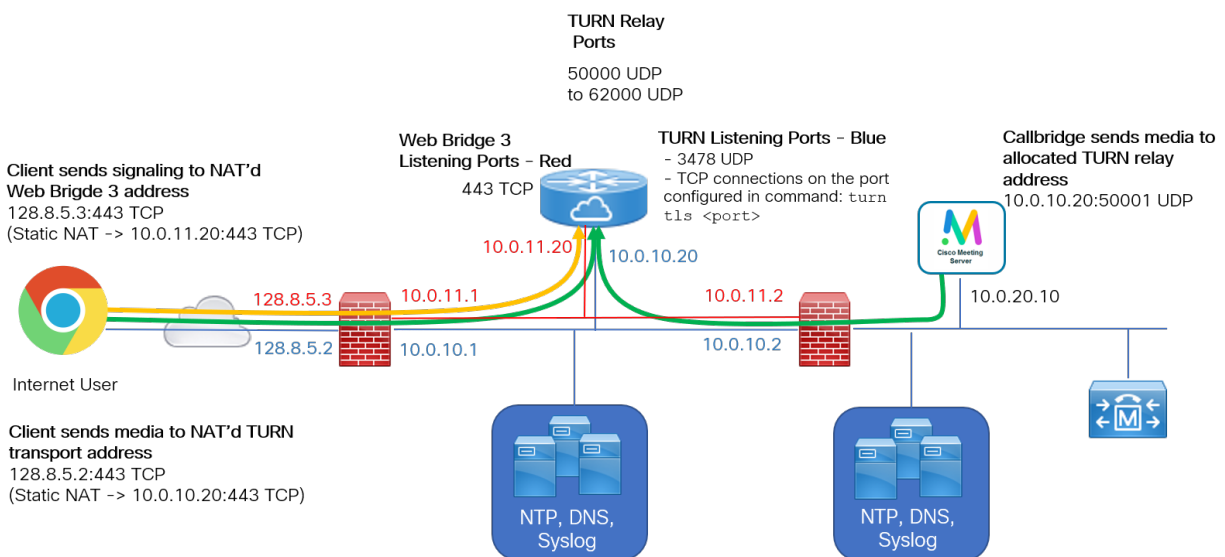 TURN Relay
Ports
50000 UDP
to 62000 UDP
Client sends signaling to NAT'd
Web Brigde 3 address
128.8.5.3:443 TCP
(Static NAT -> 10.0.11.20:443 TCP)
Web Bridge 3
Listening Ports - Red
443 TCP
TURN Listening Ports - Blue
- 3478 UDP
- TCP connections on the port
configured in command: turn
tls <port>
Callbridge sends media to
allocated TURN relay
address
10.0.10.20:50001 UDP
Cisco Meeting
Server
10.0.11.20
10.0.10.20
128.8.5.3
10.0.11.1
10.0.11.2
10.0.20.10
128.8.5.2
10.0.10.1
10.0.10.2
Internet User
M
Client sends media to NAT'd TURN
transport address
128.8.5.2:443 TCP
(Static NAT -> 10.0.10.20:443 TCP)
NTP, DNS,
Syslog
NTP, DNS,
Syslog